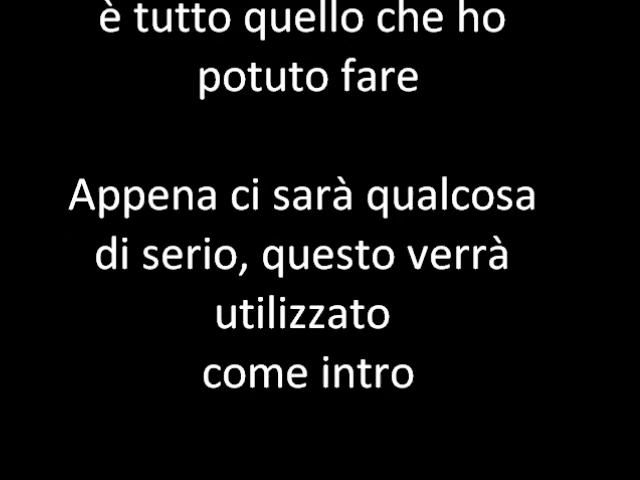 è tutto quello che ho
potuto fare
Appena ci sarà qualcosa
di serio, questo verrà
utilizzato
come intro